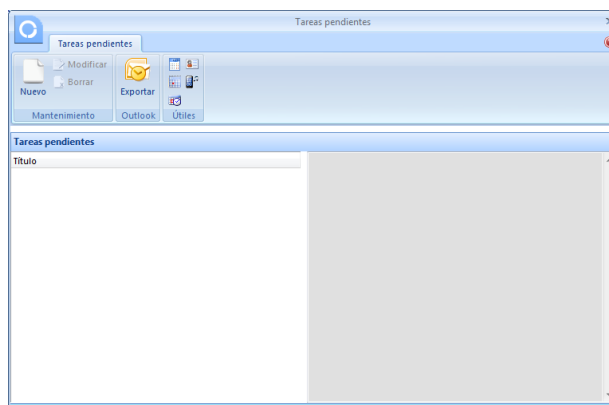 Tareas pendientes
Tareas pendientes
Nuevo
Modificar
Borrar
Exportar
Mantenimiento
Outlook
Útiles
Tareas pendientes
Título